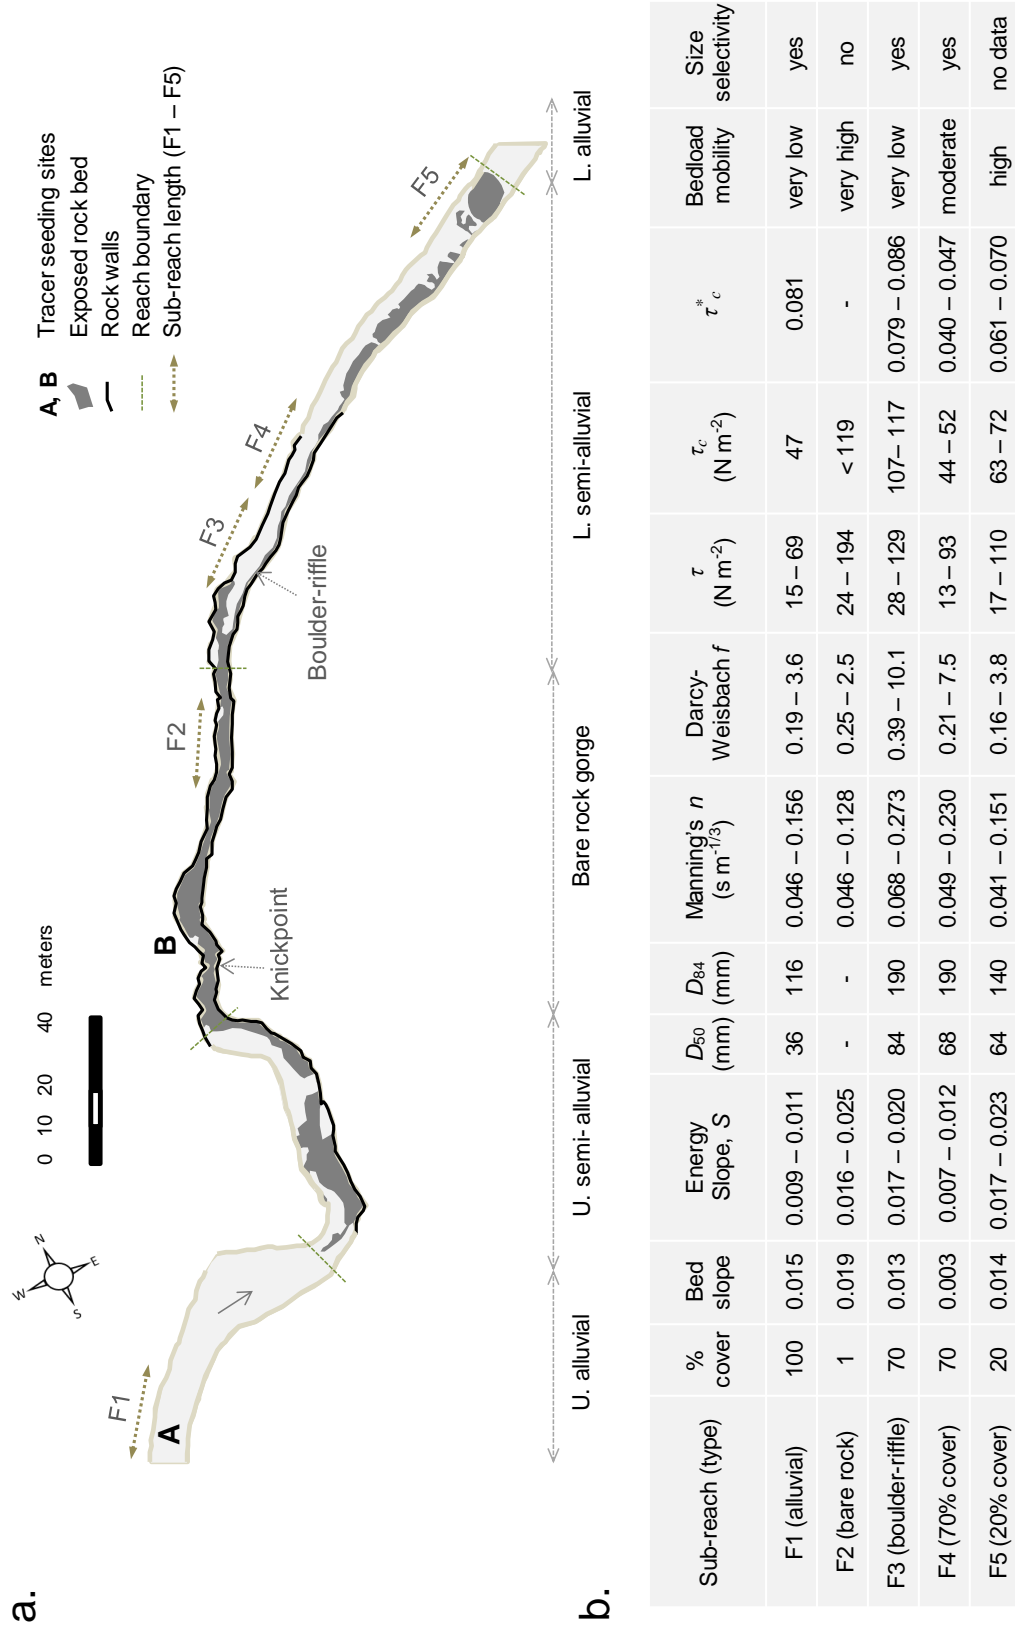 a.
0 10 20 40 meters
W N S E
A, B Tracer seeding sites
Exposed rock bed
Rock walls
Reach boundary
Sub-reach length (F1 – F5)
F1
A
B
Knickpoint
F2
F3
Boulder-riffle
F4
F5
U. alluvial U. semi- alluvial Bare rock gorge L. semi-alluvial L. alluvial
b.
Sub-reach (type) % cover Bed slope Energy Slope, S D50 (mm) D84 (mm) Manning's n (s m-1/3) Darcy-Weisbach f τ (N m-2) τc (N m-2) τ*c Bedload mobility Size selectivity
F1 (alluvial) 100 0.015 0.009 – 0.011 36 116 0.046 – 0.156 0.19 – 3.6 15 – 69 47 0.081 very low yes
F2 (bare rock) 1 0.019 0.016 – 0.025 - - 0.046 – 0.128 0.25 – 2.5 24 – 194 < 119 - very high no
F3 (boulder-riffle) 70 0.013 0.017 – 0.020 84 190 0.068 – 0.273 0.39 – 10.1 28 – 129 107– 117 0.079 – 0.086 very low yes
F4 (70% cover) 70 0.003 0.007 – 0.012 68 190 0.049 – 0.230 0.21 – 7.5 13 – 93 44 – 52 0.040 – 0.047 moderate yes
F5 (20% cover) 20 0.014 0.017 – 0.023 64 140 0.041 – 0.151 0.16 – 3.8 17 – 110 63 – 72 0.061 – 0.070 high no data